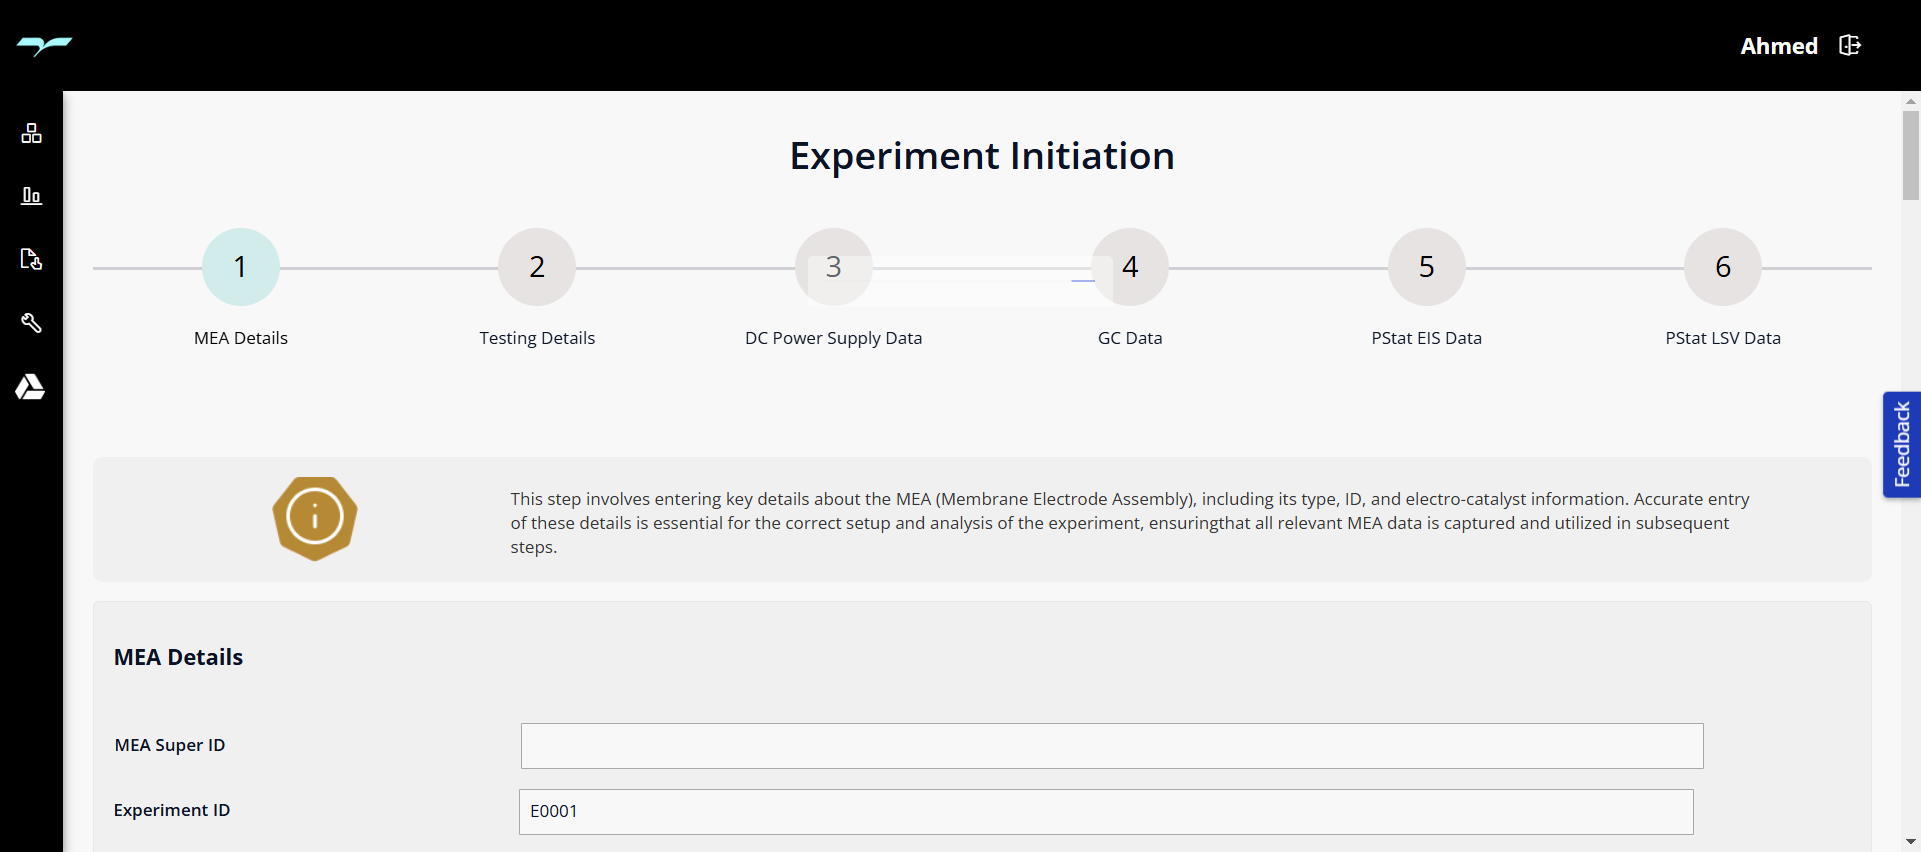 Ahmed
Experiment Initiation
1
2
3
4
5
6
MEA Details
Testing Details
DC Power Supply Data
GC Data
PStat EIS Data
PStat LSV Data
Feedback
This step involves entering key details about the MEA (Membrane Electrode Assembly), including its type, ID, and electro-catalyst information. Accurate entry
of these details is essential for the correct setup and analysis of the experiment, ensuringthat all relevant MEA data is captured and utilized in subsequent
steps.
MEA Details
MEA Super ID
Experiment ID
E0001